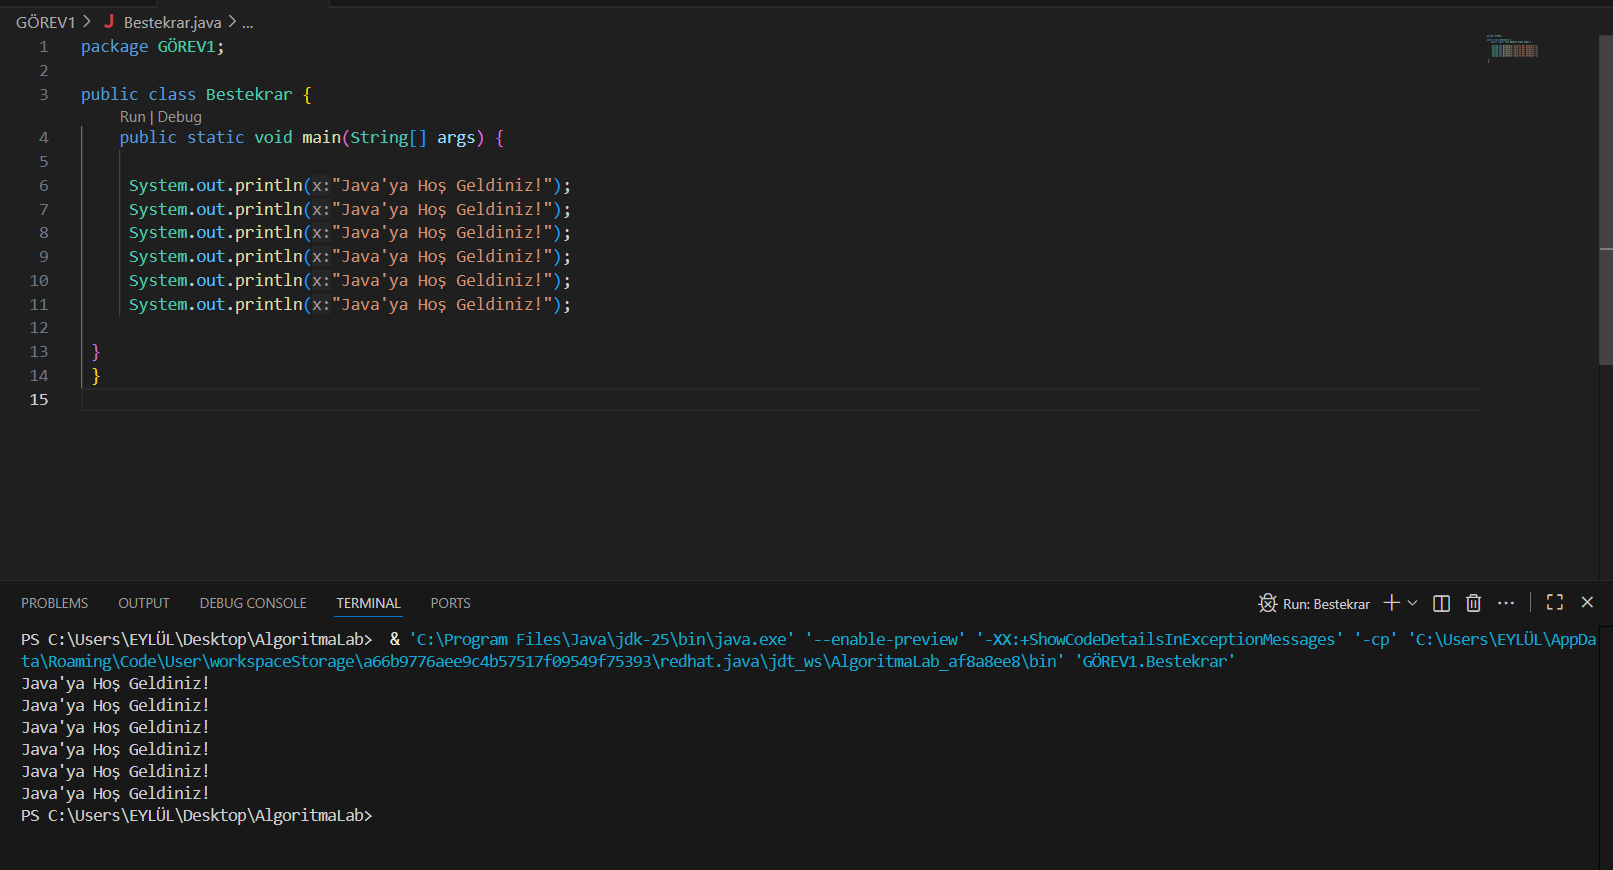 GÖREV1 > J Bestekrar.java > ...
1 package GÖREV1;
2
3 public class Bestekrar {
Run | Debug
4 public static void main(String[] args) {
5
6 System.out.println(x:"Java'ya Hoş Geldiniz!");
7 System.out.println(x:"Java'ya Hoş Geldiniz!");
8 System.out.println(x:"Java'ya Hoş Geldiniz!");
9 System.out.println(x:"Java'ya Hoş Geldiniz!");
10 System.out.println(x:"Java'ya Hoş Geldiniz!");
11 System.out.println(x:"Java'ya Hoş Geldiniz!");
12
13 }
14 }
15
PROBLEMS OUTPUT DEBUG CONSOLE TERMINAL PORTS Run: Bestekrar
PS C:\Users\EYLÜL\Desktop\AlgoritmaLab> & 'C:\Program Files\Java\jdk-25\bin\java.exe' '--enable-preview' '-XX:+ShowCodeDetailsInExceptionMessages' '-cp' 'C:\Users\EYLÜL\AppDa
ta\Roaming\Code\User\workspaceStorage\a66b9776aee9c4b57517f09549f75393\redhat.java\jdt_ws\AlgoritmaLab_af8a8ee8\bin' 'GÖREV1.Bestekrar'
Java'ya Hoş Geldiniz!
Java'ya Hoş Geldiniz!
Java'ya Hoş Geldiniz!
Java'ya Hoş Geldiniz!
Java'ya Hoş Geldiniz!
Java'ya Hoş Geldiniz!
PS C:\Users\EYLÜL\Desktop\AlgoritmaLab>